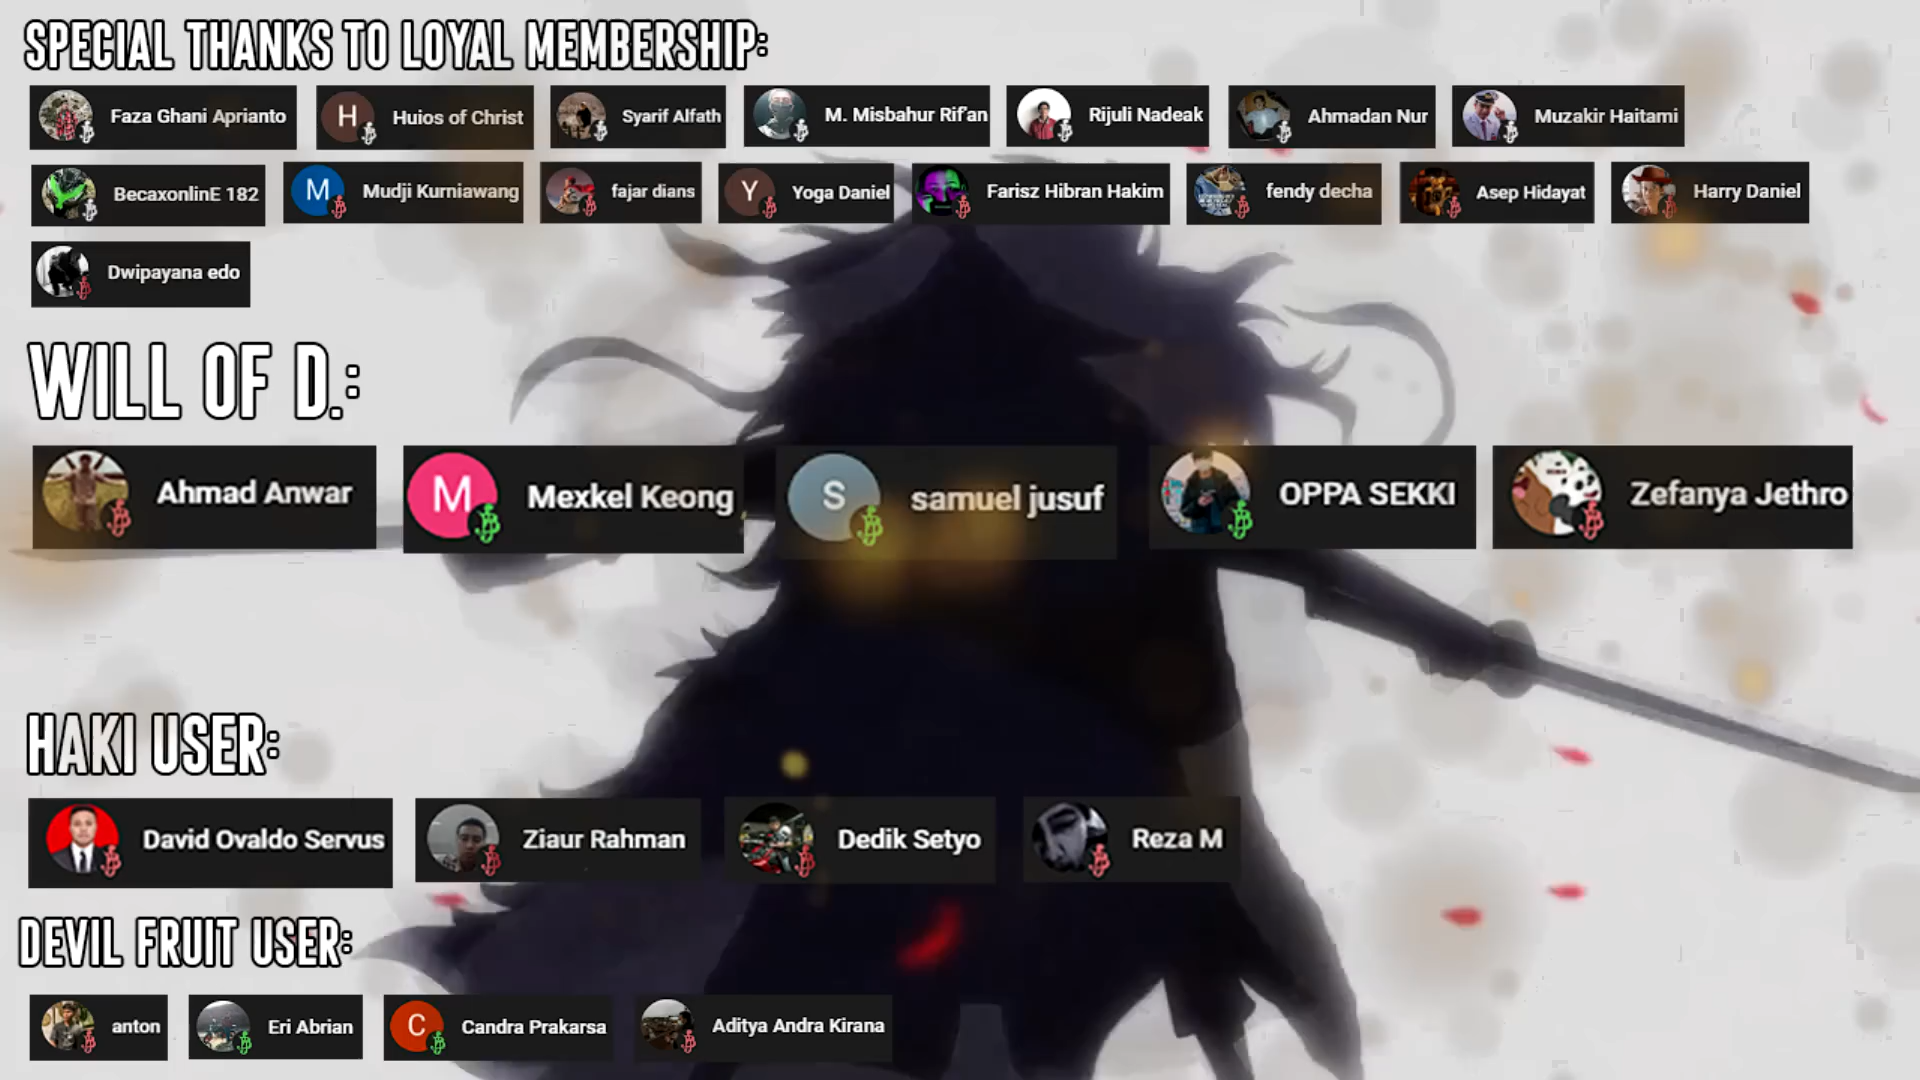 SPECIAL THANKS TO LOYAL MEMBERSHIP:
Faza Ghani Aprianto H Huios of Christ Syarif Alfath M. Misbahur Rif'an Rijuli Nadeak Ahmadan Nur Muzakir Haitami
BecaxonlinE 182 M Mudji Kurniawang fajar dians Y Yoga Daniel Farisz Hibran Hakim fendy decha Asep Hidayat Harry Daniel
Dwipayana edo
WILL OF D.:
Ahmad Anwar M Mexkel Keong S samuel jusuf OPPA SEKKI Zefanya Jethro
HAKI USER:
David Ovaldo Servus Ziaur Rahman Dedik Setyo Reza M
DEVIL FRUIT USER:
anton Eri Abrian C Candra Prakarsa Aditya Andra Kirana